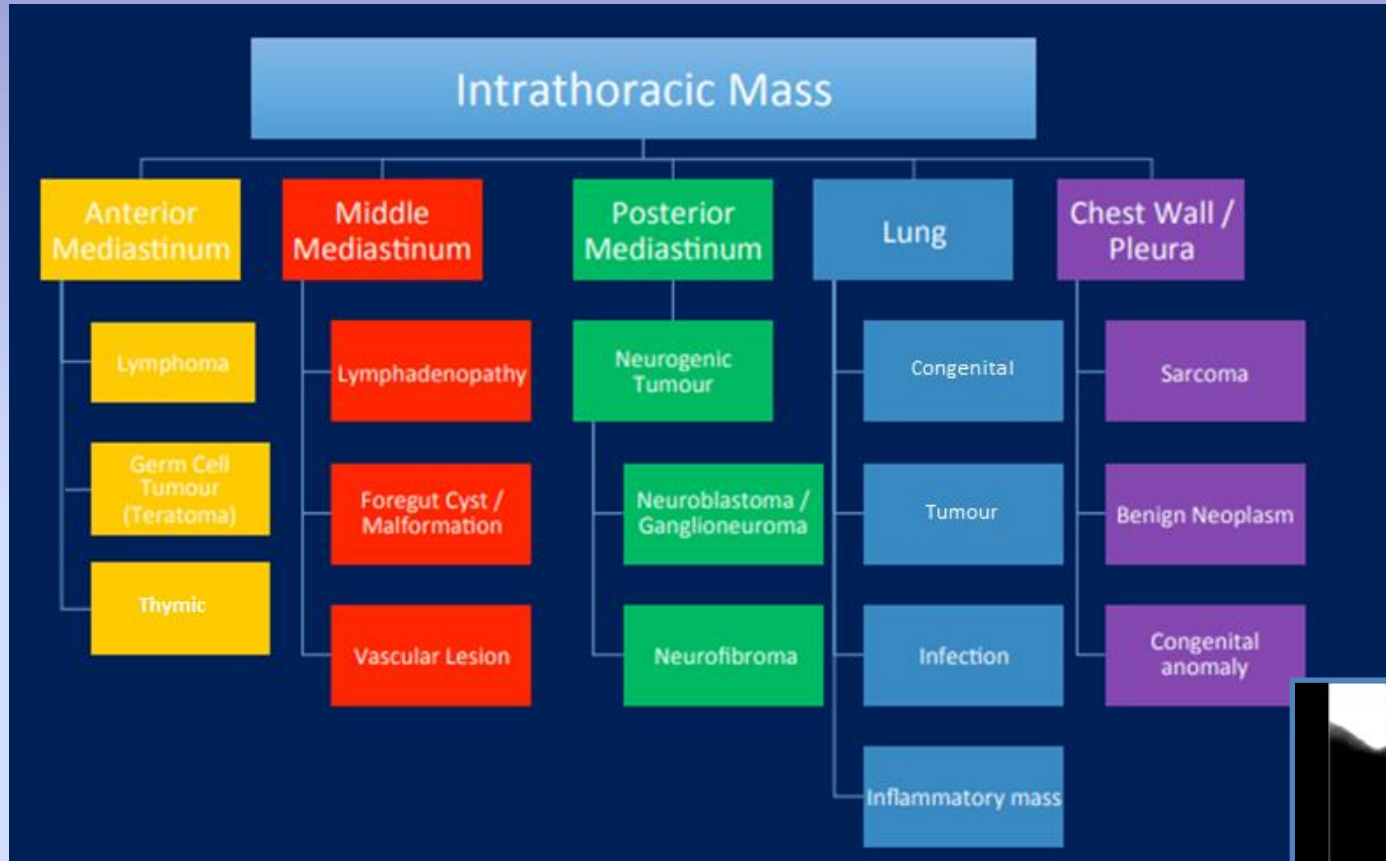 Intrathoracic Mass
Anterior
Mediastinum
Lymphoma
Germ Cell
Tumour
(Teratoma)
Thymic
Middle
Mediastinum
Lymphadenopathy
Foregut Cyst /
Malformation
Vascular Lesion
Posterior
Mediastinum
Neurogenic
Tumour
Neuroblastoma /
Ganglioneuroma
Neurofibroma
Lung
Congenital
Tumour
Infection
Inflammatory mass
Chest Wall /
Pleura
Sarcoma
Benign Neoplasm
Congenital
anomaly